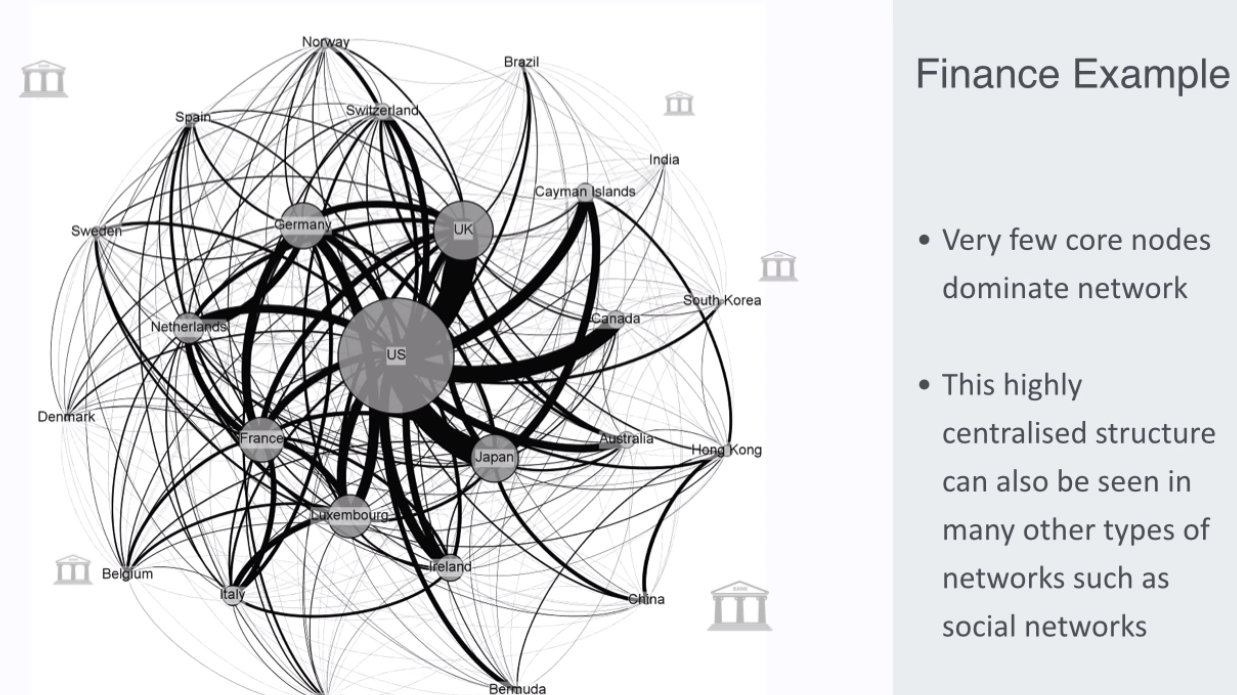 Norway
Brazil
Switzerland
Spain
India
Cayman Islands
Germany
UK
Sweden
South Korea
Canada
Netherlands
US
Denmark
France
Australia
Japan
Hong Kong
Luxembourg
Ireland
Belgium
Italy
China
Bermuda
Finance Example
• Very few core nodes
dominate network
• This highly
centralised structure
can also be seen in
many other types of
networks such as
social networks